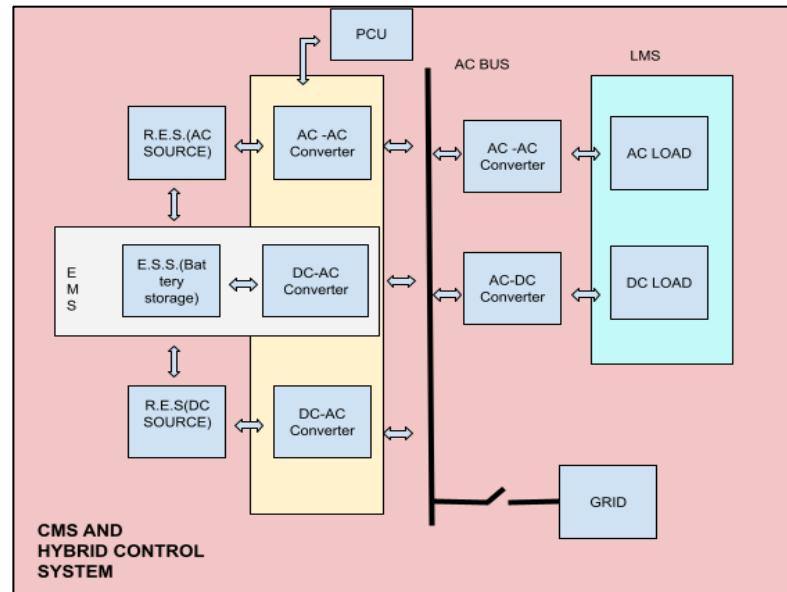 PCU
AC BUS
LMS
R.E.S.(AC
SOURCE)
AC -AC
Converter
AC -AC
Converter
AC LOAD
E
M
S
E.S.S.(Bat
tery
storage)
DC-AC
Converter
AC-DC
Converter
DC LOAD
R.E.S(DC
SOURCE)
DC-AC
Converter
GRID
CMS AND
HYBRID CONTROL
SYSTEM